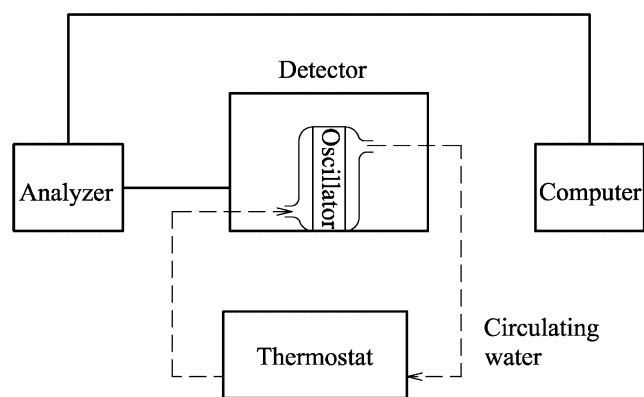 Detector
Oscillator
Analyzer
Computer
Thermostat
Circulating
water